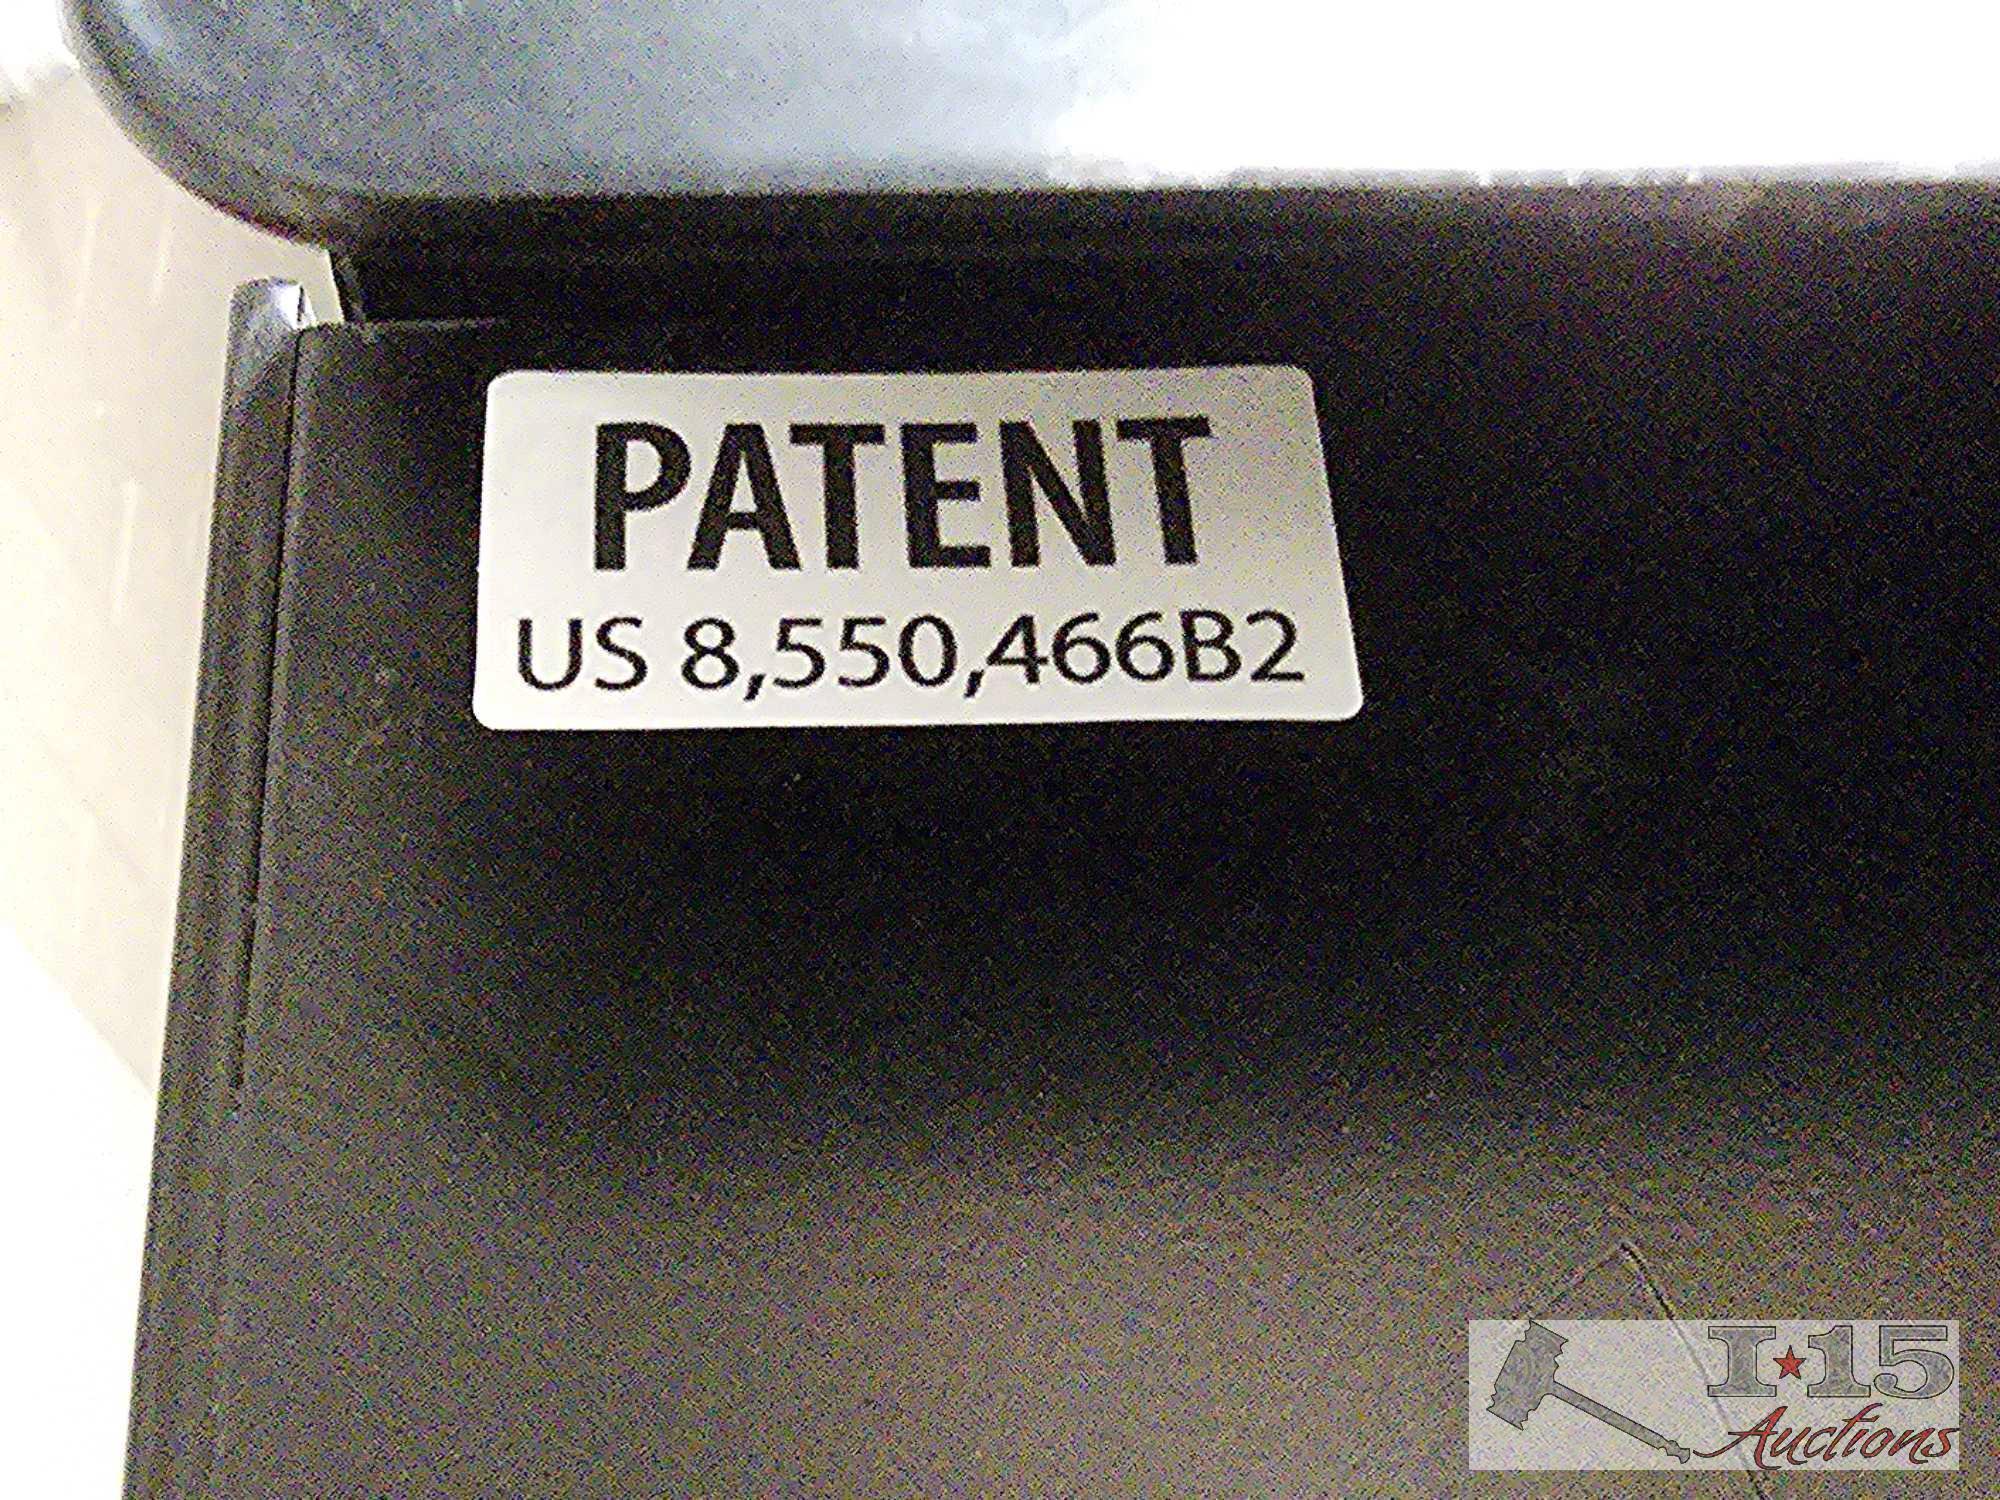 PATENT
US 8,550,466B2
I★15
Auctions